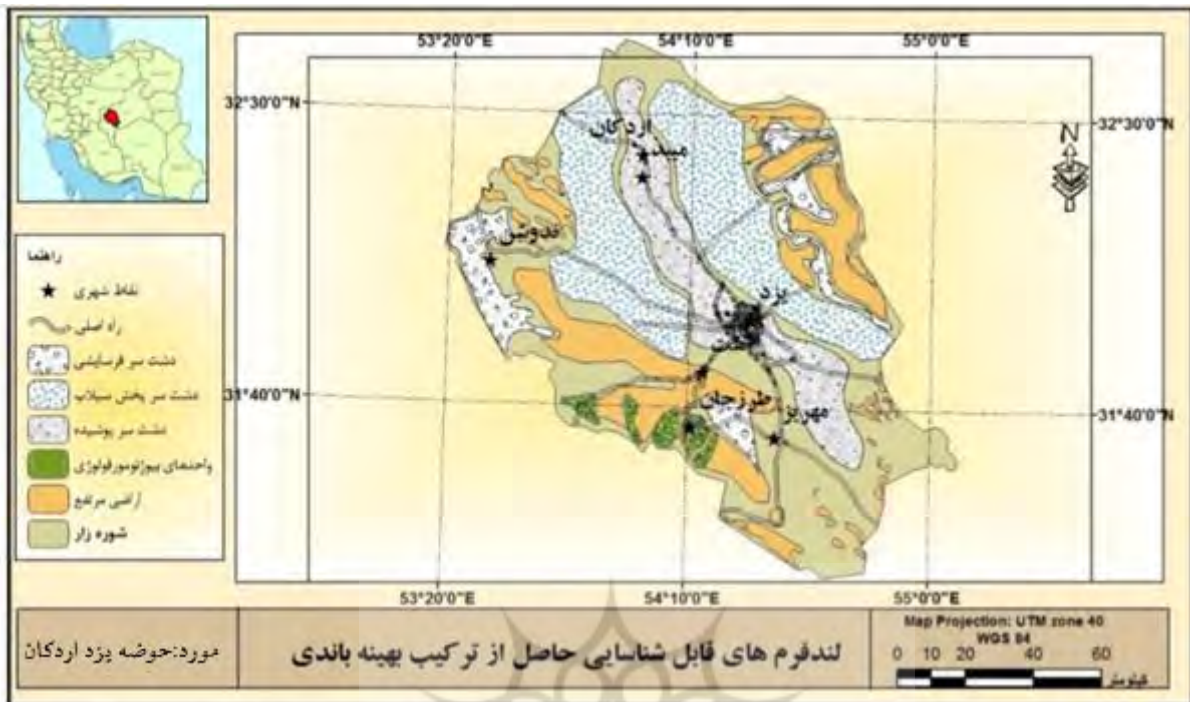 53°20'0"E 54°10'0"E 55°0'0"E
32°30'0"N 32°30'0"N
N
اردکان
میبد
ندوشن
یزد
راهنما
نقاط شهری
راه اصلی
دشت سر فرسایشی
دشت سر پخش سیلاب
دشت سر پوشیده
واحدهای بیوژئومورفولوژی
اراضی مرتفع
شوره زار
31°40'0"N 31°40'0"N
طرزجان
مهریز
53°20'0"E 54°10'0"E 55°0'0"E
مورد:حوضه یزد اردکان
لندفرم های قابل شناسایی حاصل از ترکیب بهینه باندی
Map Projection: UTM zone 40
WGS 84
0 10 20 40 60
کیلومتر